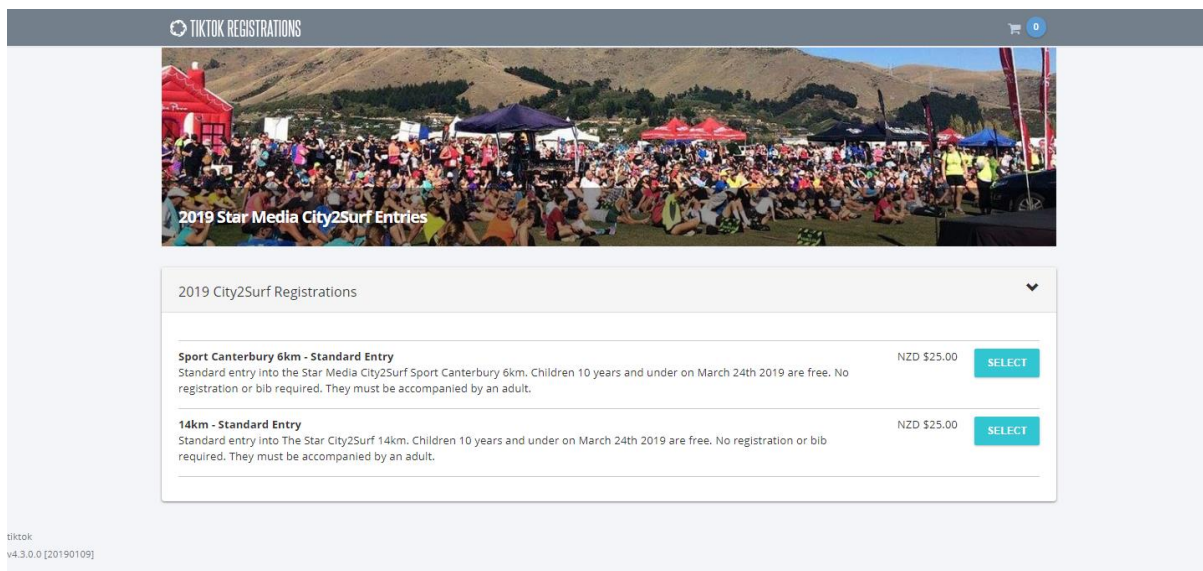 TIKTOK REGISTRATIONS
0
2019 Star Media City2Surf Entries
2019 City2Surf Registrations
Sport Canterbury 6km - Standard Entry
NZD $25.00
SELECT
Standard entry into the Star Media City2Surf Sport Canterbury 6km. Children 10 years and under on March 24th 2019 are free. No
registration or bib required. They must be accompanied by an adult.
14km - Standard Entry
NZD $25.00
SELECT
Standard entry into The Star City2Surf 14km. Children 10 years and under on March 24th 2019 are free. No registration or bib
required. They must be accompanied by an adult.
tiktok
v4.3.0.0 [20190109]